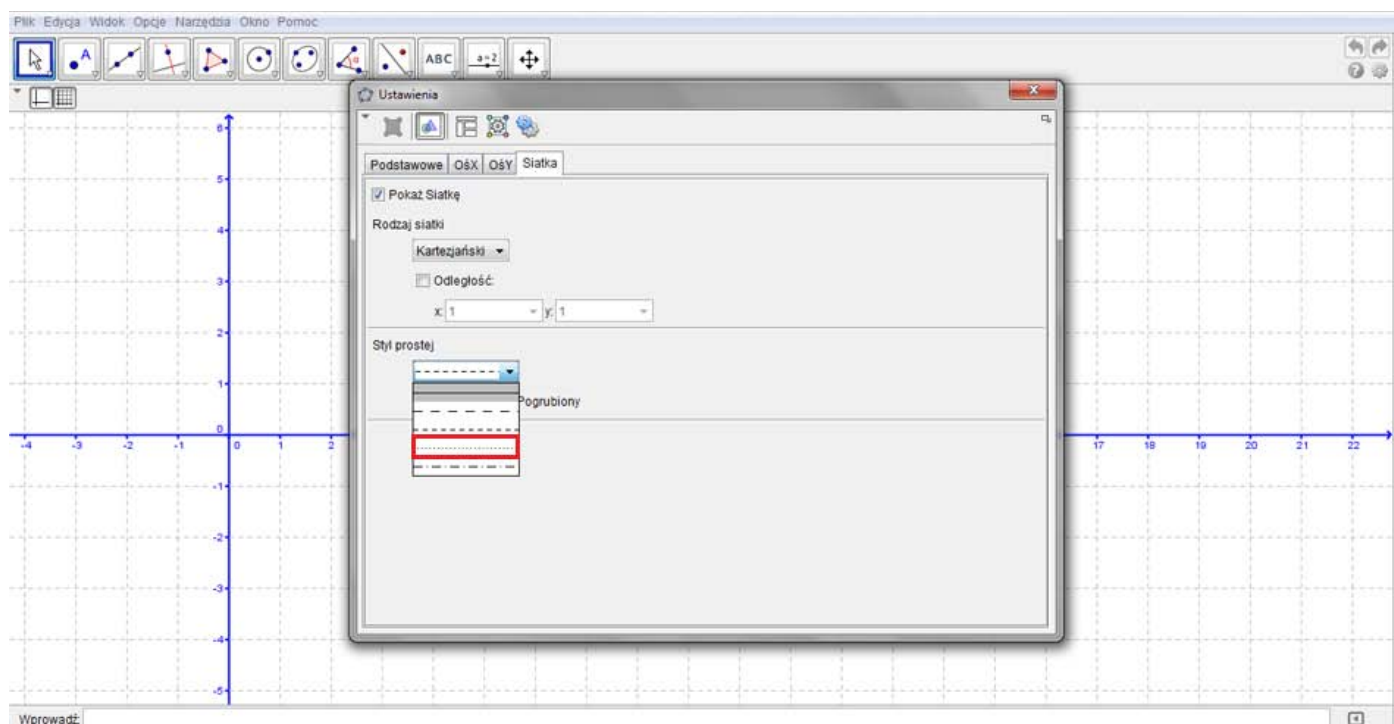 Plik Edycja Widok Opcje Narzędzia Okno Pomoc
A
ABC
a=2
Ustawienia
Podstawowe OśX OśY Siatka
Pokaż Siatkę
Rodzaj siatki
Kartezjański
Odległość:
x: 1 y: 1
Styl prostej
Pogrubiony
6
5
4
3
2
1
0
-4 -3 -2 -1 0 1 2 17 18 19 20 21 22
-1
-2
-3
-4
-5
Wprowadź: